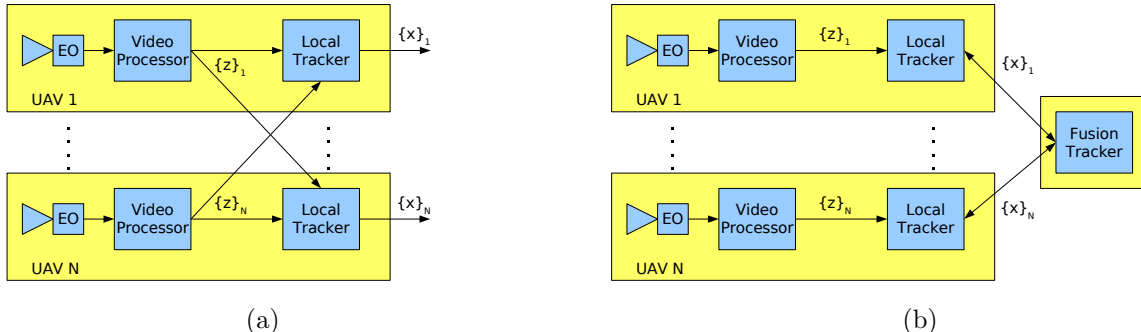 EO
Video
Processor
{z}₁
Local
Tracker
{x}₁
UAV 1
EO
Video
Processor
{z}N
Local
Tracker
{x}N
UAV N
(a)
EO
Video
Processor
{z}₁
Local
Tracker
{x}₁
UAV 1
Fusion
Tracker
EO
Video
Processor
{z}N
Local
Tracker
{x}N
UAV N
(b)